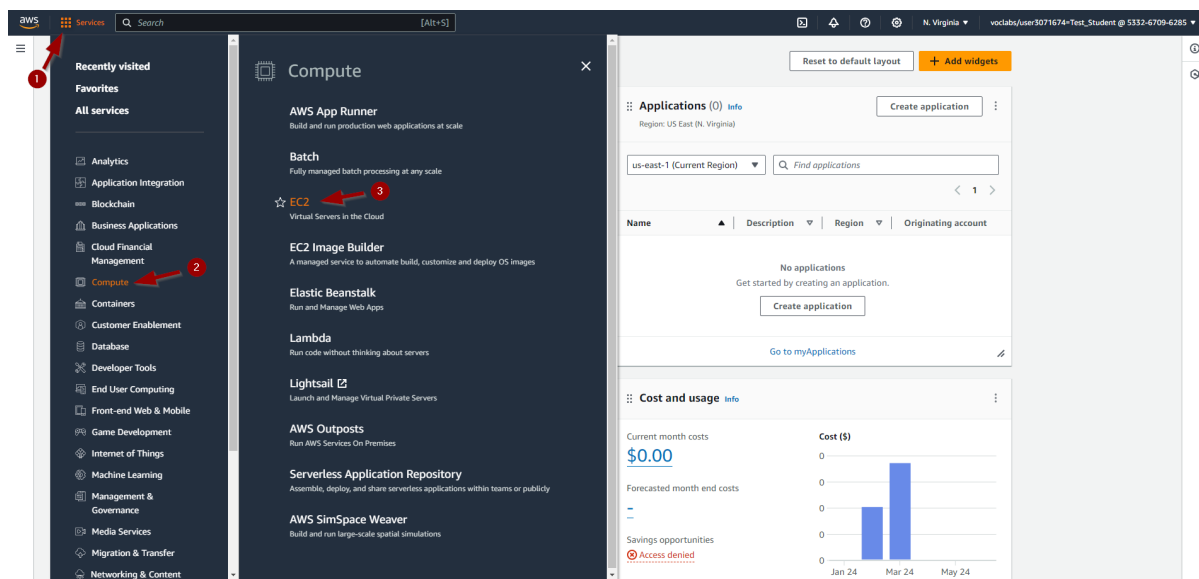 aws
Services
Search
[Alt+S]
N. Virginia
voclabs/user3071674=Test_Student @ 5332-6709-6285
1
Recently visited
Favorites
All services
Analytics
Application Integration
Blockchain
Business Applications
Cloud Financial
Management
Compute
2
Containers
Customer Enablement
Database
Developer Tools
End User Computing
Front-end Web & Mobile
Game Development
Internet of Things
Machine Learning
Management &
Governance
Media Services
Migration & Transfer
Networking & Content
Compute
AWS App Runner
Build and run production web applications at scale
Batch
Fully managed batch processing at any scale
EC2
3
Virtual Servers in the Cloud
EC2 Image Builder
A managed service to automate build, customize and deploy OS images
Elastic Beanstalk
Run and Manage Web Apps
Lambda
Run code without thinking about servers
Lightsail
Launch and Manage Virtual Private Servers
AWS Outposts
Run AWS Services On Premises
Serverless Application Repository
Assemble, deploy, and share serverless applications within teams or publicly
AWS SimSpace Weaver
Build and run large-scale spatial simulations
Reset to default layout
+ Add widgets
Applications (0) Info
Region: US East (N. Virginia)
Create application
us-east-1 (Current Region)
Find applications
1
Name
Description
Region
Originating account
No applications
Get started by creating an application.
Create application
Go to myApplications
Cost and usage Info
Current month costs
$0.00
Forecasted month end costs
-
Savings opportunities
Access denied
Cost ($)
0
0
0
0
0
Jan 24
Mar 24
May 24